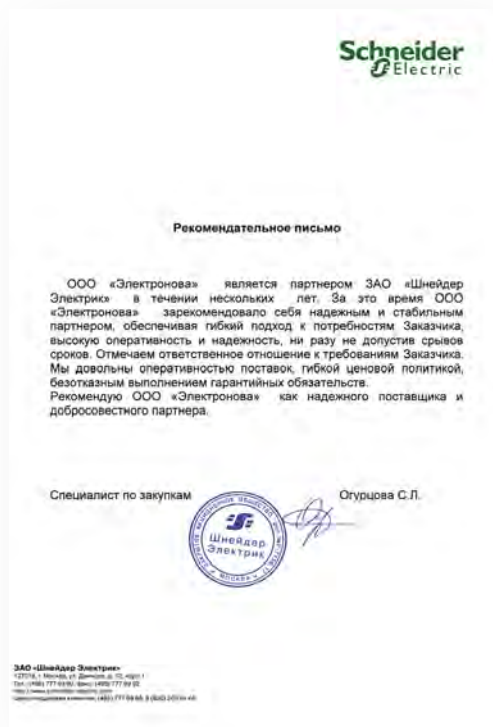 Schneider
Electric
Рекомендательное письмо
ООО «Электронова» является партнером ЗАО «Шнейдер
Электрик» в течении нескольких лет. За это время ООО
«Электронова» зарекомендовало себя надежным и стабильным
партнером, обеспечивая гибкий подход к потребностям Заказчика,
высокую оперативность и надежность, ни разу не допустив срывов
сроков. Отмечаем ответственное отношение к требованиям Заказчика.
Мы довольны оперативностью поставок, гибкой ценовой политикой,
безотказным выполнением гарантийных обязательств.
Рекомендую ООО «Электронова» как надежного поставщика и
добросовестного партнера.
Специалист по закупкам Огурцова С.Л.
Шнейдер
Электрик
МОСКВА
ЗАО «Шнейдер Электрик»